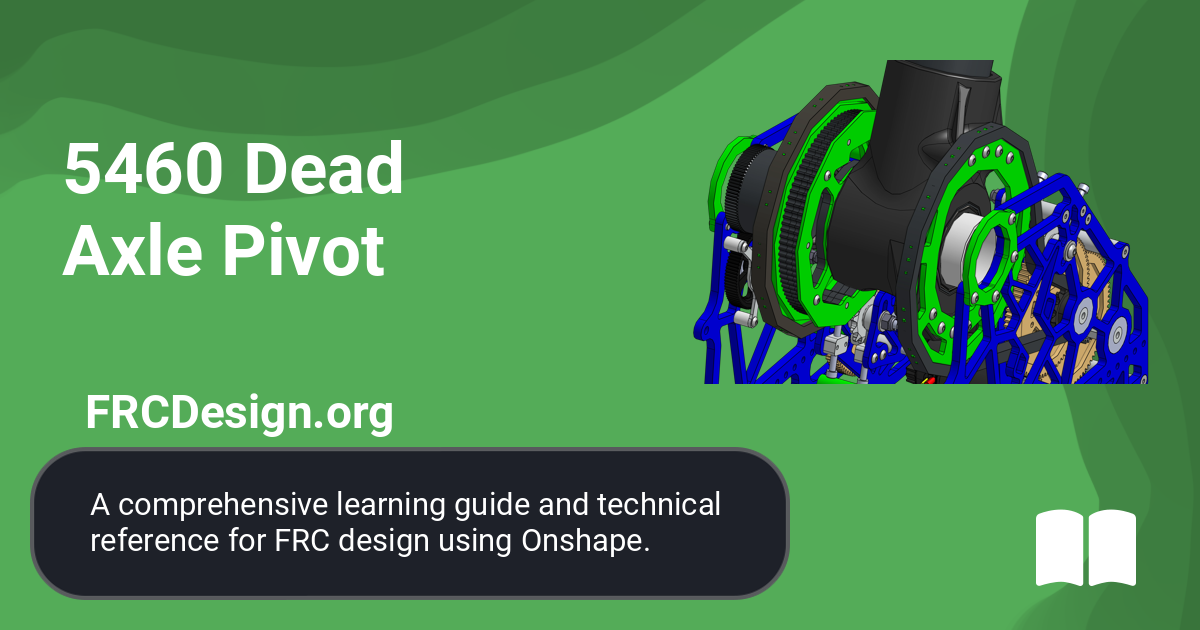 5460 Dead
Axle Pivot
FRCDesign.org
A comprehensive learning guide and technical
reference for FRC design using Onshape.